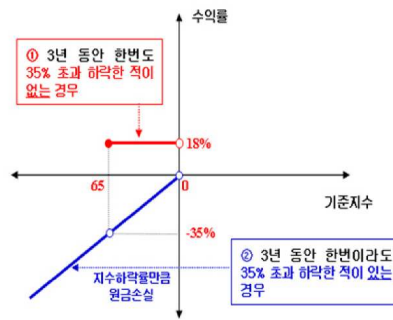 수익률
① 3년 동안 한번도
35% 초과 하락한 적이
없는 경우
18%
65
0
기준지수
-35%
② 3년 동안 한번이라도
35% 초과 하락한 적이 있는
경우
지수하락률만큼
원금손실